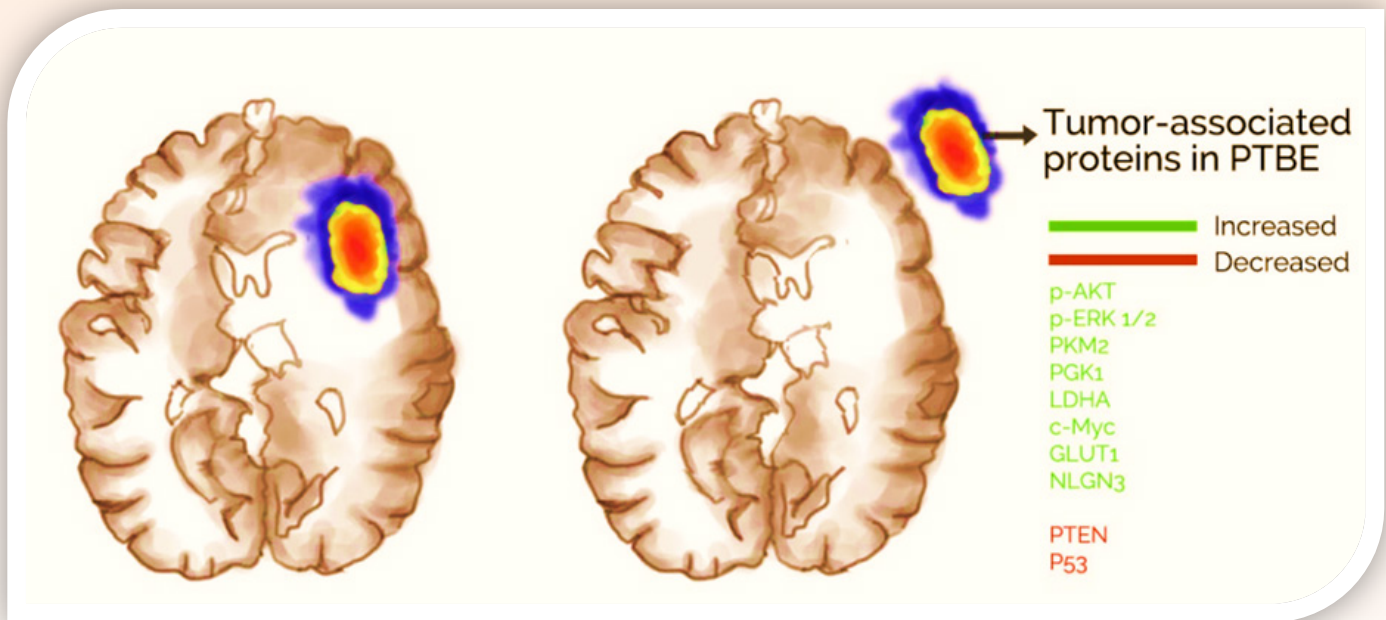 Tumor-associated
proteins in PTBE
Increased
Decreased
p-AKT
p-ERK 1/2
PKM2
PGK1
LDHA
c-Myc
GLUT1
NLGN3
PTEN
P53